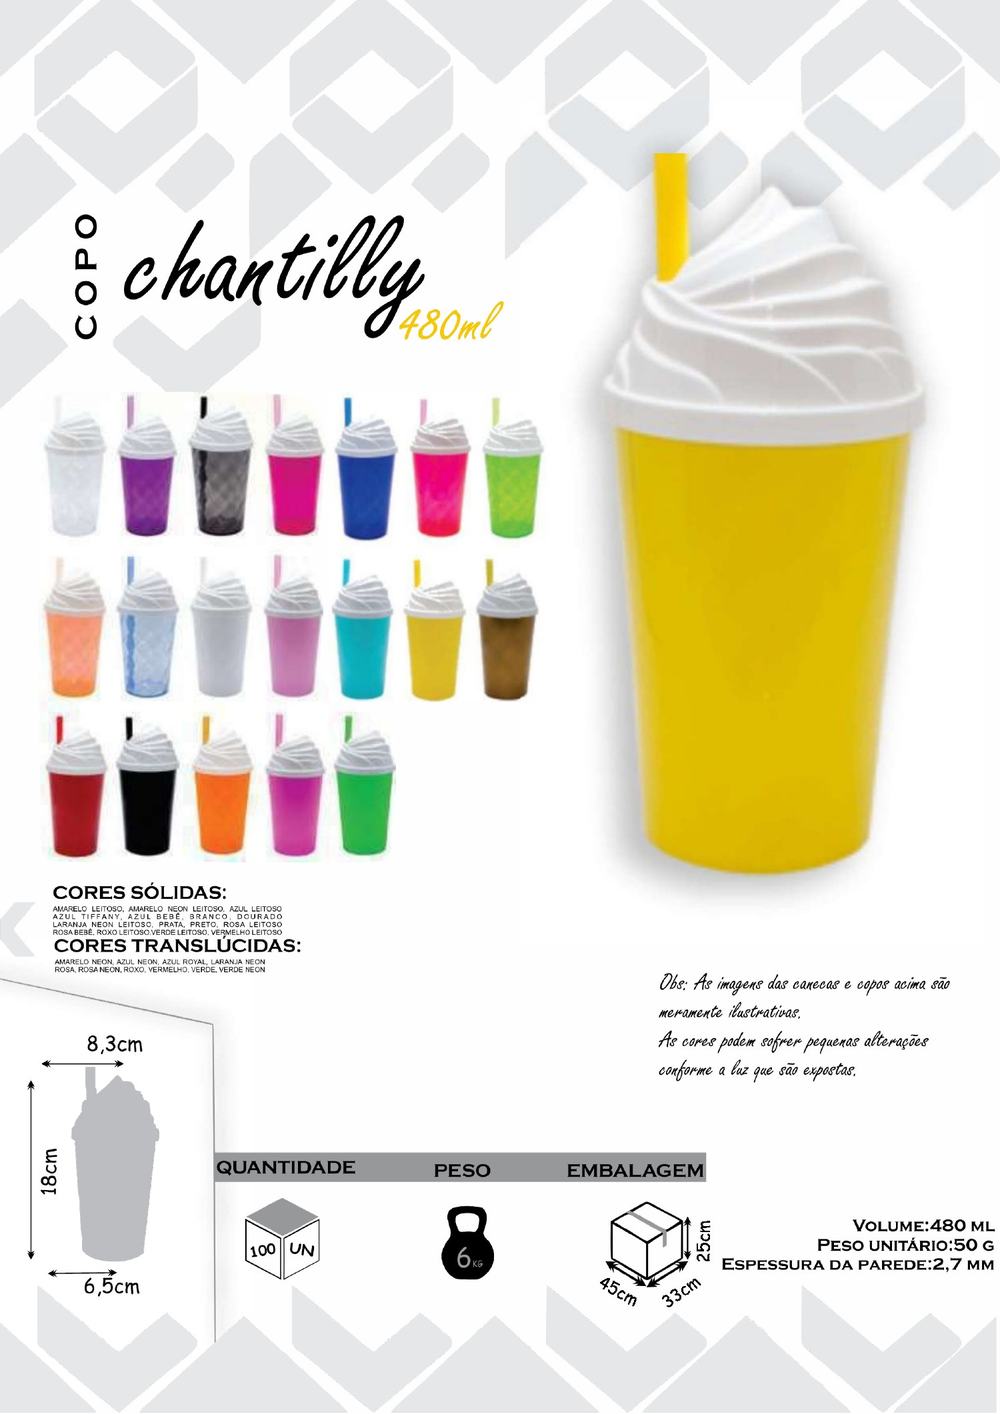 COPO
chantilly
480ml
CORES SÓLIDAS:
AMARELO LEITOSO, AMARELO NEON LEITOSO, AZUL LEITOSO
AZUL TIFFANY, AZUL BEBÊ, BRANCO, DOURADO
LARANJA NEON LEITOSO, PRATA, PRETO, ROSA LEITOSO
ROSA BEBÊ, ROXO LEITOSO,VERDE LEITOSO, VERMELHO LEITOSO
CORES TRANSLÚCIDAS:
AMARELO NEON, AZUL NEON, AZUL ROYAL, LARANJA NEON
ROSA, ROSA NEON, ROXO, VERMELHO, VERDE, VERDE NEON
Obs: As imagens das canecas e copos acima são
meramente ilustrativas.
As cores podem sofrer pequenas alterações
conforme a luz que são expostas.
8,3cm
18cm
6,5cm
QUANTIDADE
100 UN
PESO
6 KG
EMBALAGEM
25cm
45cm
33cm
VOLUME:480 ML
PESO UNITÁRIO:50 G
ESPESSURA DA PAREDE:2,7 MM